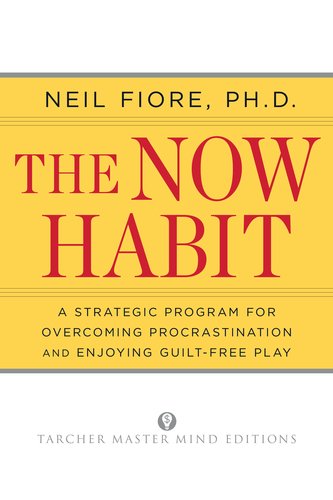 NEIL FIORE, PH.D.
THE NOW
HABIT
A STRATEGIC PROGRAM FOR
OVERCOMING PROCRASTINATION
AND ENJOYING GUILT-FREE PLAY
TARCHER MASTER MIND EDITIONS